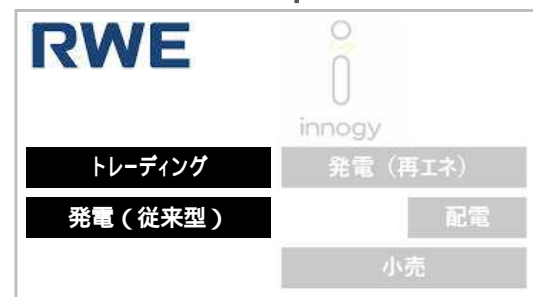 RWE
innogy
トレーディング
発電（再エネ）
発電（従来型）
配電
小売